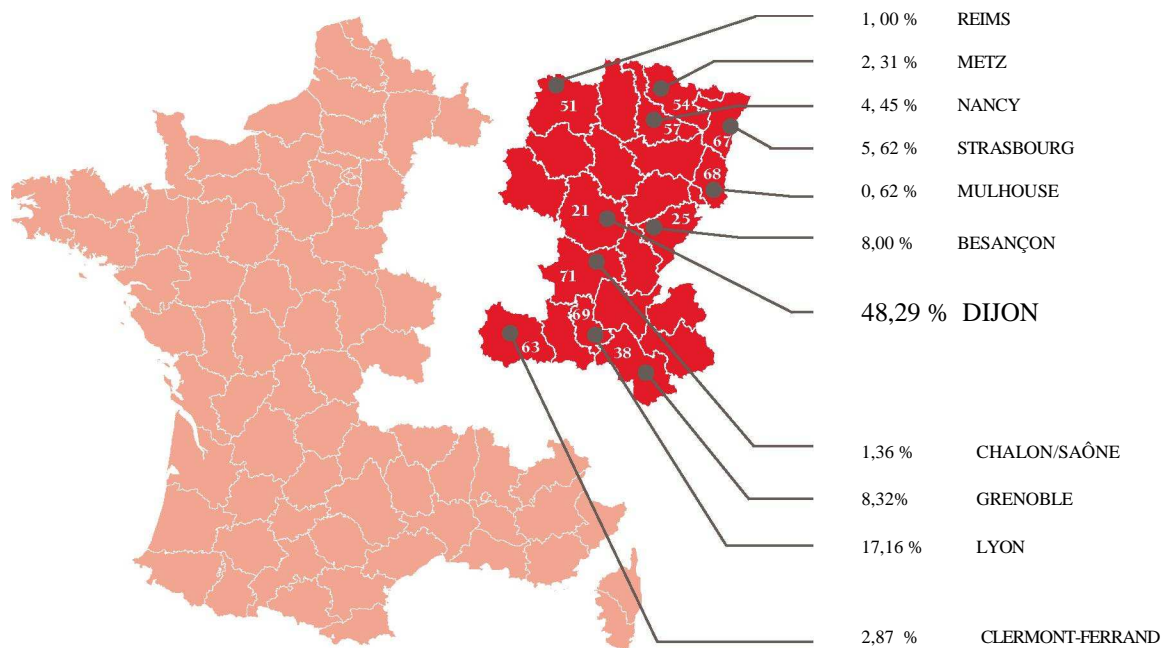 1, 00 % REIMS
2, 31 % METZ
4, 45 % NANCY
5, 62 % STRASBOURG
0, 62 % MULHOUSE
8,00 % BESANÇON
48,29 % DIJON
1,36 % CHALON/SAÔNE
8,32% GRENOBLE
17,16 % LYON
2,87 % CLERMONT-FERRAND
51
54
57
67
68
21
25
71
69
63
38